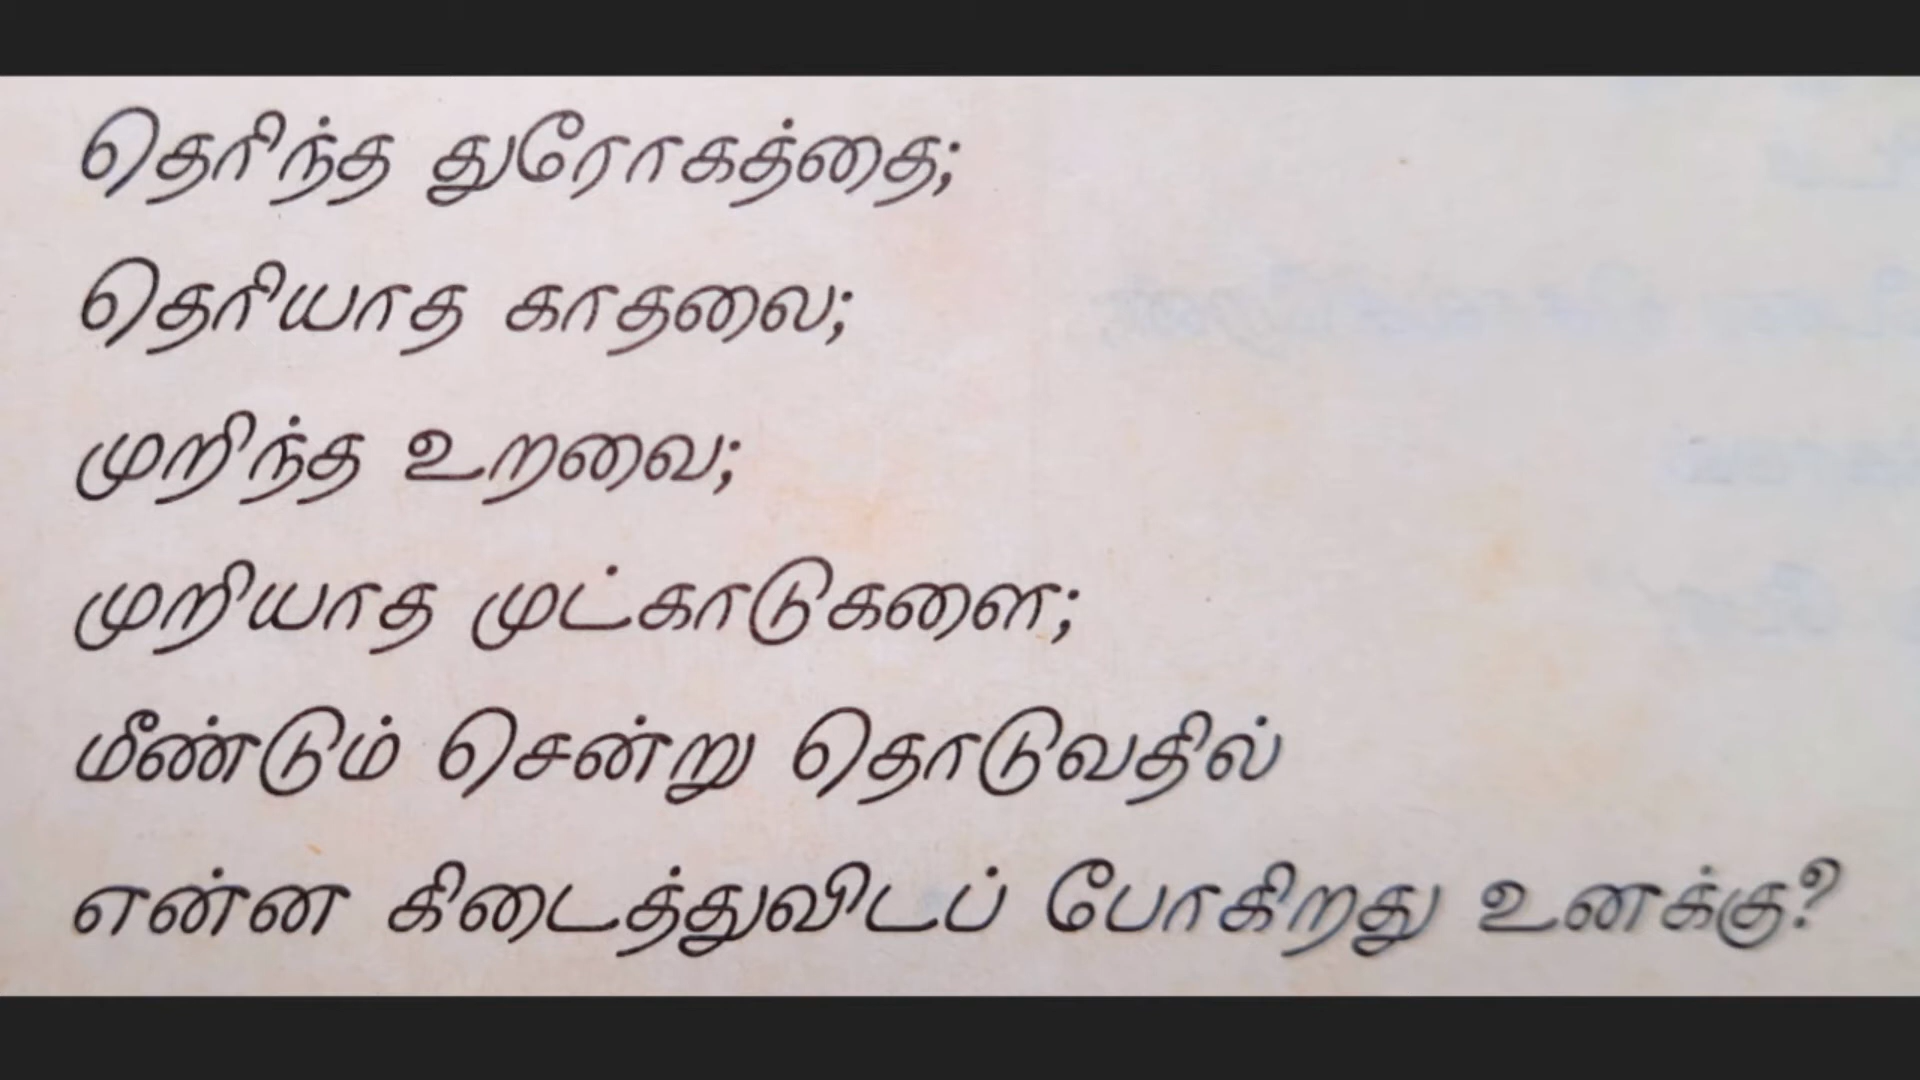 தெரிந்த துரோகத்தை;
தெரியாத காதலை;
முறிந்த உறவை;
முறியாத முட்காடுகளை;
மீண்டும் சென்று தொடுவதில்
என்ன கிடைத்துவிடப் போகிறது உனக்கு?